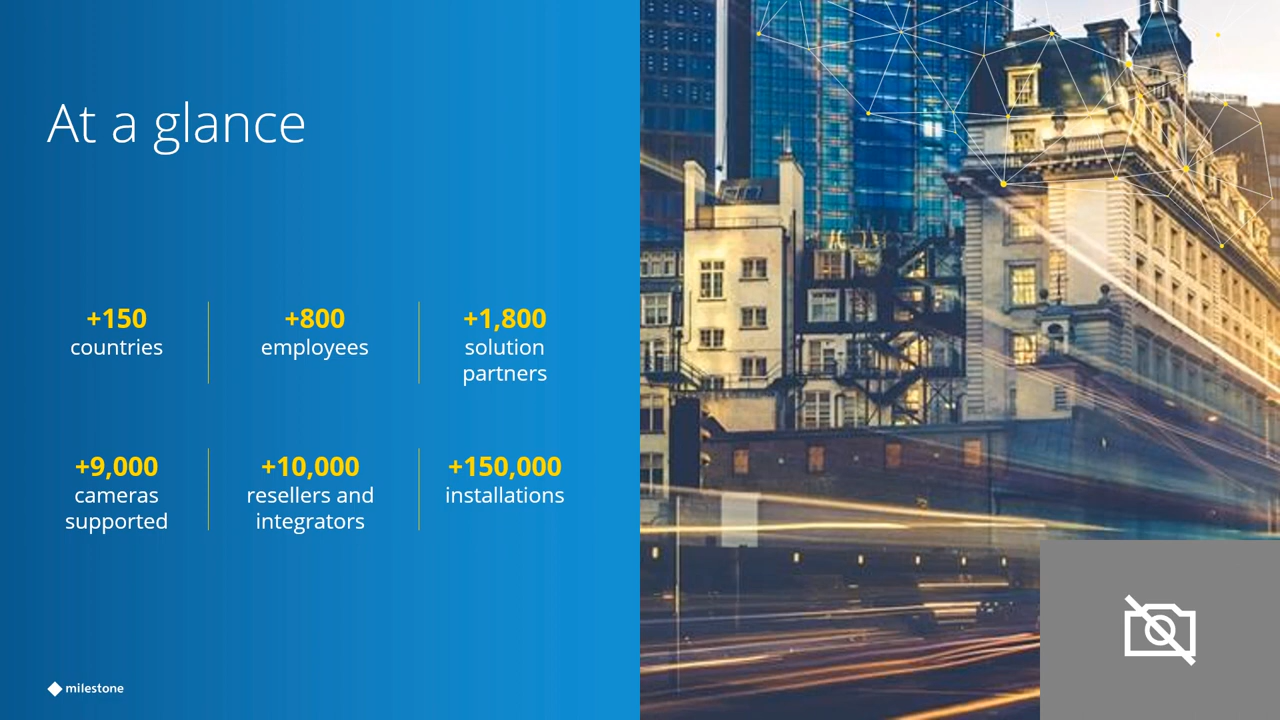 At a glance
+150
countries
+800
employees
+1,800
solution
partners
+9,000
cameras
supported
+10,000
resellers and
integrators
+150,000
installations
milestone